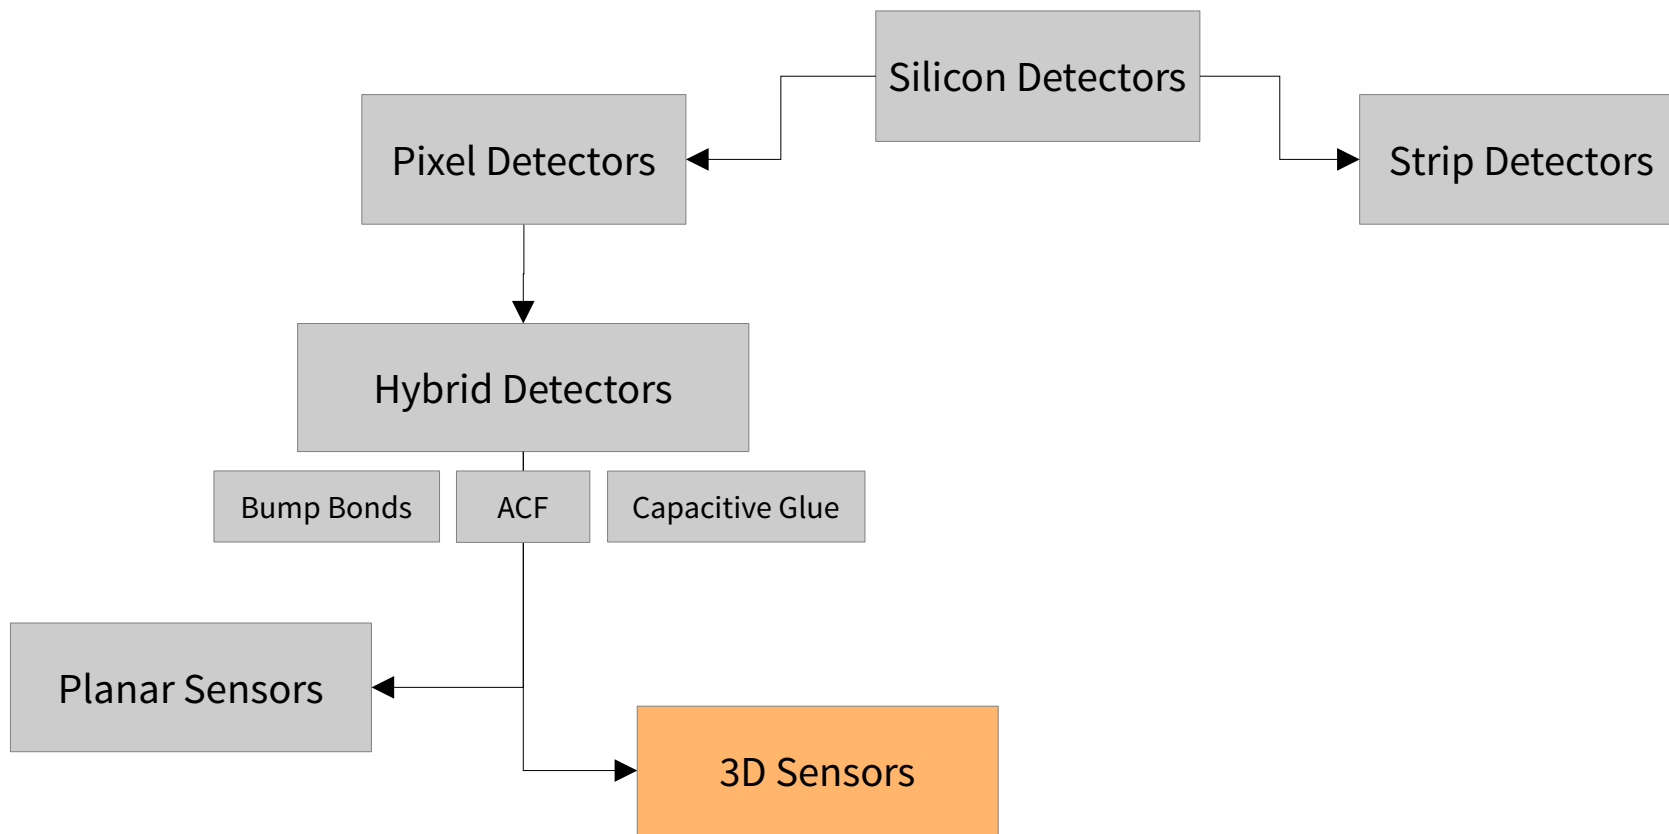 Silicon Detectors
Pixel Detectors
Strip Detectors
Hybrid Detectors
Bump Bonds
ACF
Capacitive Glue
Planar Sensors
3D Sensors